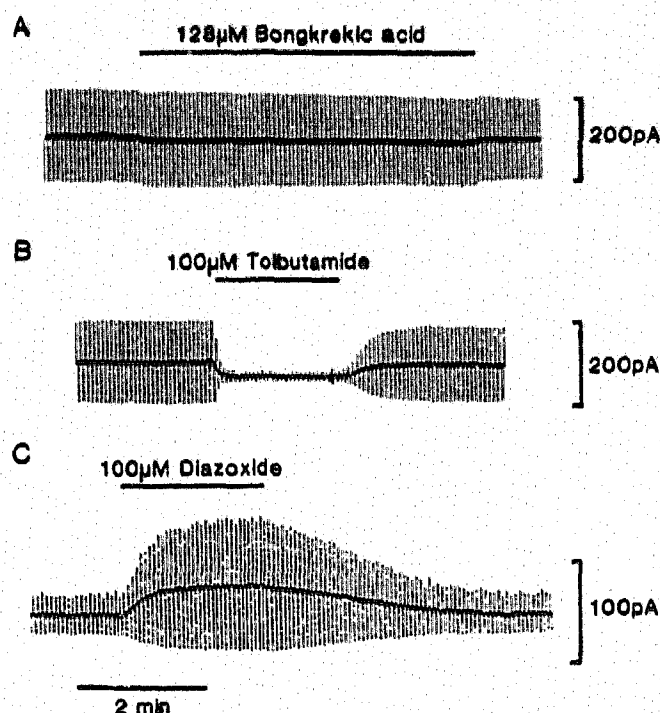 A
128µM Bongkrekic acid
200pA
B
100µM Tolbutamide
200pA
C
100µM Diazoxide
100pA
2 min